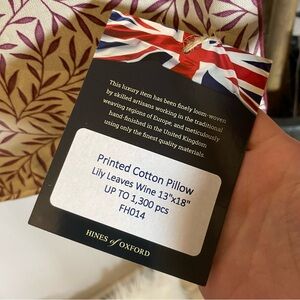 This luxury item has been finely loom-woven
by skilled artisans working in the traditional
weaving regions of Europe, and meticulously
hand-finished in the United Kingdom
using only the finest quality materials.
Printed Cotton Pillow
Lily Leaves Wine 13"x18"
UP TO 1,300 pcs
FH014
HINES of OXFORD